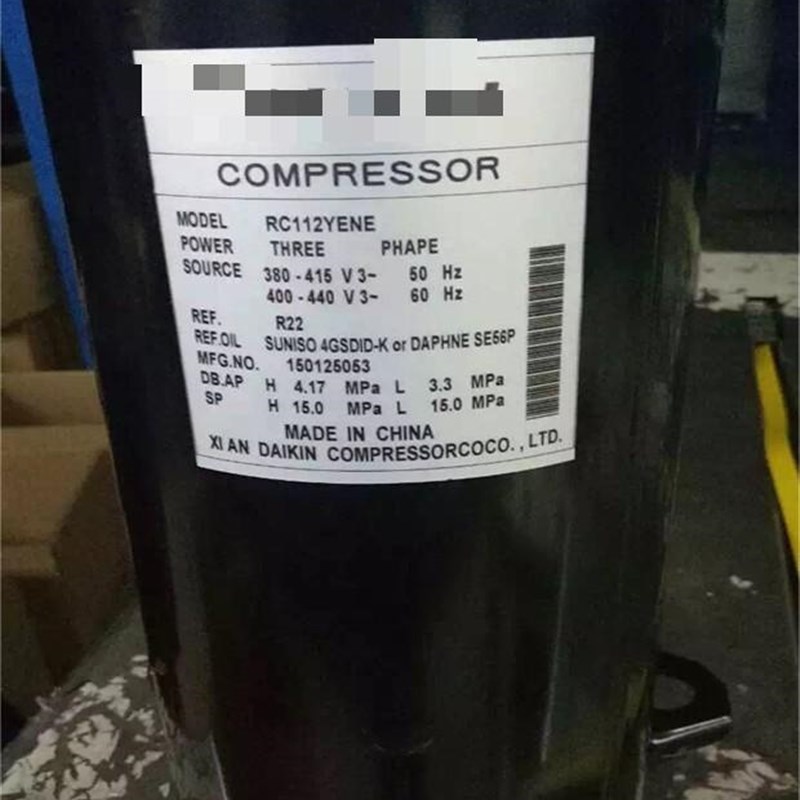 COMPRESSOR
MODEL RC112YENE
POWER THREE PHAPE
SOURCE 380 - 415 V 3~ 50 Hz
400 - 440 V 3~ 60 Hz
REF. R22
REF.OIL SUNISO 4GSDID-K or DAPHNE SE56P
MFG.NO. 150125053
DB.AP H 4.17 MPa L 3.3 MPa
SP H 15.0 MPa L 15.0 MPa
MADE IN CHINA
XI AN DAIKIN COMPRESSORCOCO. , LTD.